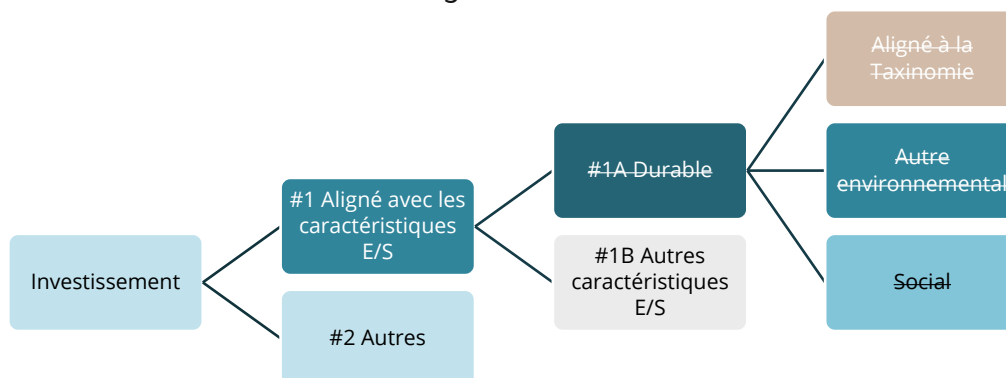 Aligné à la
Taxinomie
#1A Durable
Autre
environnemental
#1 Aligné avec les
caractéristiques
E/S
#1B Autres
caractéristiques
E/S
Investissement
Social
#2 Autres